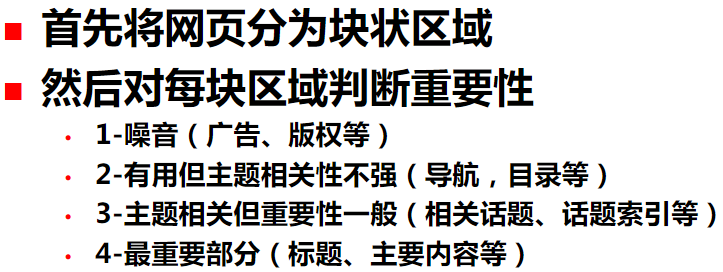 首先将网页分为块状区域
然后对每块区域判断重要性
1-噪音（广告、版权等）
2-有用但主题相关性不强（导航，目录等）
3-主题相关但重要性一般（相关话题、话题索引等）
4-最重要部分（标题、主要内容等）